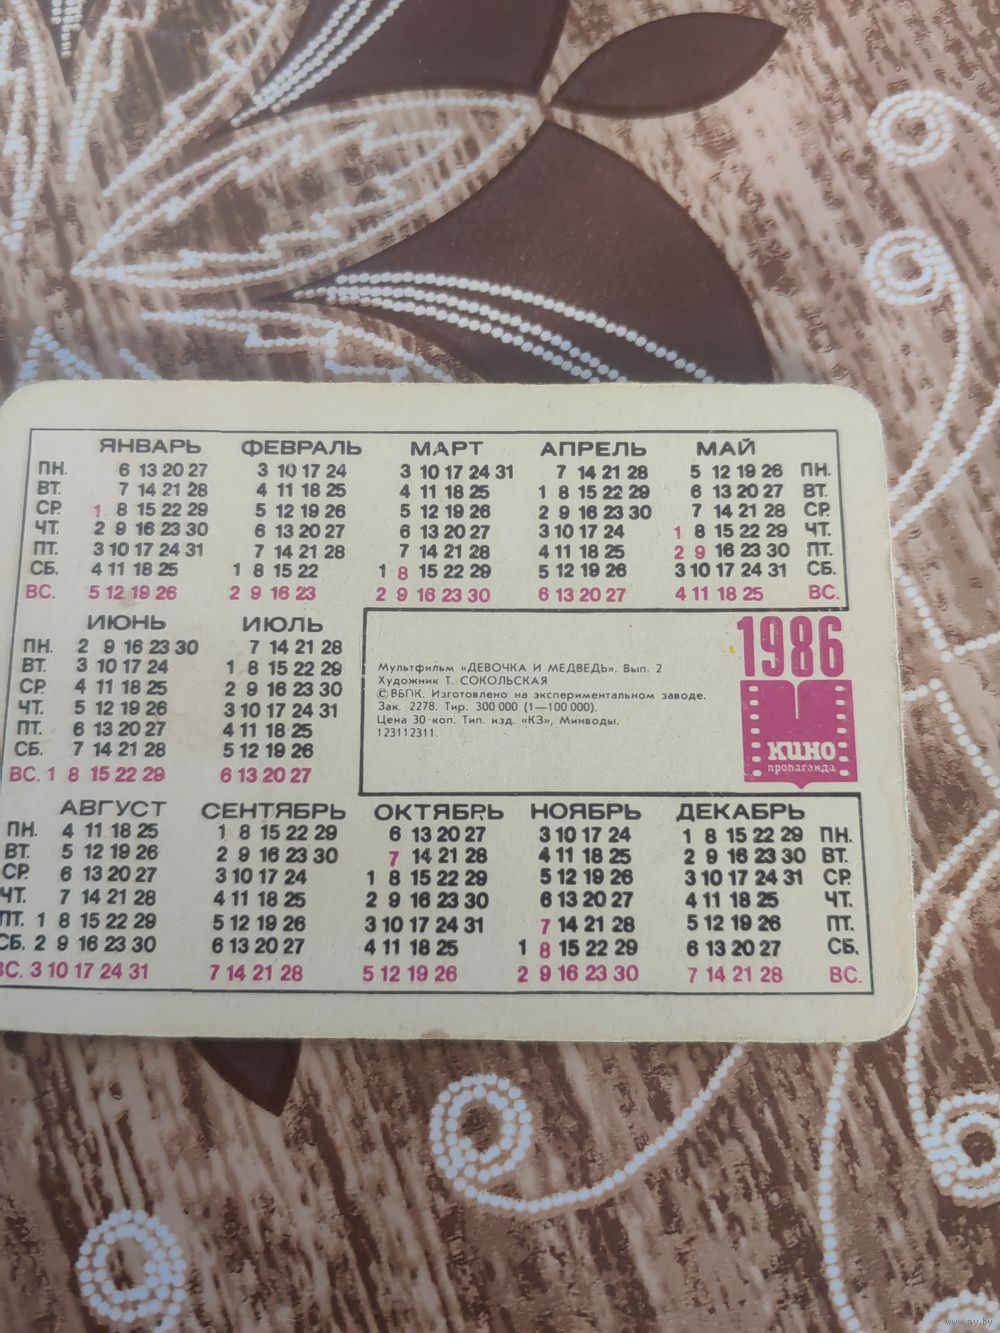 ЯНВАРЬ ФЕВРАЛЬ МАРТ АПРЕЛЬ МАЙ
ПН. 6 13 20 27 3 10 17 24 3 10 17 24 31 7 14 21 28 5 12 19 26 ПН.
ВТ. 7 14 21 28 4 11 18 25 4 11 18 25 1 8 15 22 29 6 13 20 27 ВТ.
СР. 1 8 15 22 29 5 12 19 26 5 12 19 26 2 9 16 23 30 7 14 21 28 СР.
ЧТ. 2 9 16 23 30 6 13 20 27 6 13 20 27 3 10 17 24 1 8 15 22 29 ЧТ.
ПТ. 3 10 17 24 31 7 14 21 28 7 14 21 28 4 11 18 25 2 9 16 23 30 ПТ.
СБ. 4 11 18 25 1 8 15 22 1 8 15 22 29 5 12 19 26 3 10 17 24 31 СБ.
ВС. 5 12 19 26 2 9 16 23 2 9 16 23 30 6 13 20 27 4 11 18 25 ВС.
ИЮНЬ ИЮЛЬ
ПН. 2 9 16 23 30 7 14 21 28
ВТ. 3 10 17 24 1 8 15 22 29
СР. 4 11 18 25 2 9 16 23 30
ЧТ. 5 12 19 26 3 10 17 24 31
ПТ. 6 13 20 27 4 11 18 25
СБ. 7 14 21 28 5 12 19 26
ВС. 1 8 15 22 29 6 13 20 27
Мультфильм «ДЕВОЧКА И МЕДВЕДЬ». Вып. 2
Художник Т. СОКОЛЬСКАЯ
©ВБПК. Изготовлено на экспериментальном заводе.
Зак. 2278. Тир. 300 000 (1—100 000).
Цена 30 коп. Тип. изд. «КЗ», Минводы.
123112311.
1986
кино
пропаганда
АВГУСТ СЕНТЯБРЬ ОКТЯБРЬ НОЯБРЬ ДЕКАБРЬ
ПН. 4 11 18 25 1 8 15 22 29 6 13 20 27 3 10 17 24 1 8 15 22 29 ПН.
ВТ. 5 12 19 26 2 9 16 23 30 7 14 21 28 4 11 18 25 2 9 16 23 30 ВТ.
СР. 6 13 20 27 3 10 17 24 1 8 15 22 29 5 12 19 26 3 10 17 24 31 СР.
ЧТ. 7 14 21 28 4 11 18 25 2 9 16 23 30 6 13 20 27 4 11 18 25 ЧТ.
ПТ. 1 8 15 22 29 5 12 19 26 3 10 17 24 31 7 14 21 28 5 12 19 26 ПТ.
СБ. 2 9 16 23 30 6 13 20 27 4 11 18 25 1 8 15 22 29 6 13 20 27 СБ.
ВС. 3 10 17 24 31 7 14 21 28 5 12 19 26 2 9 16 23 30 7 14 21 28 ВС.
www.ay.by